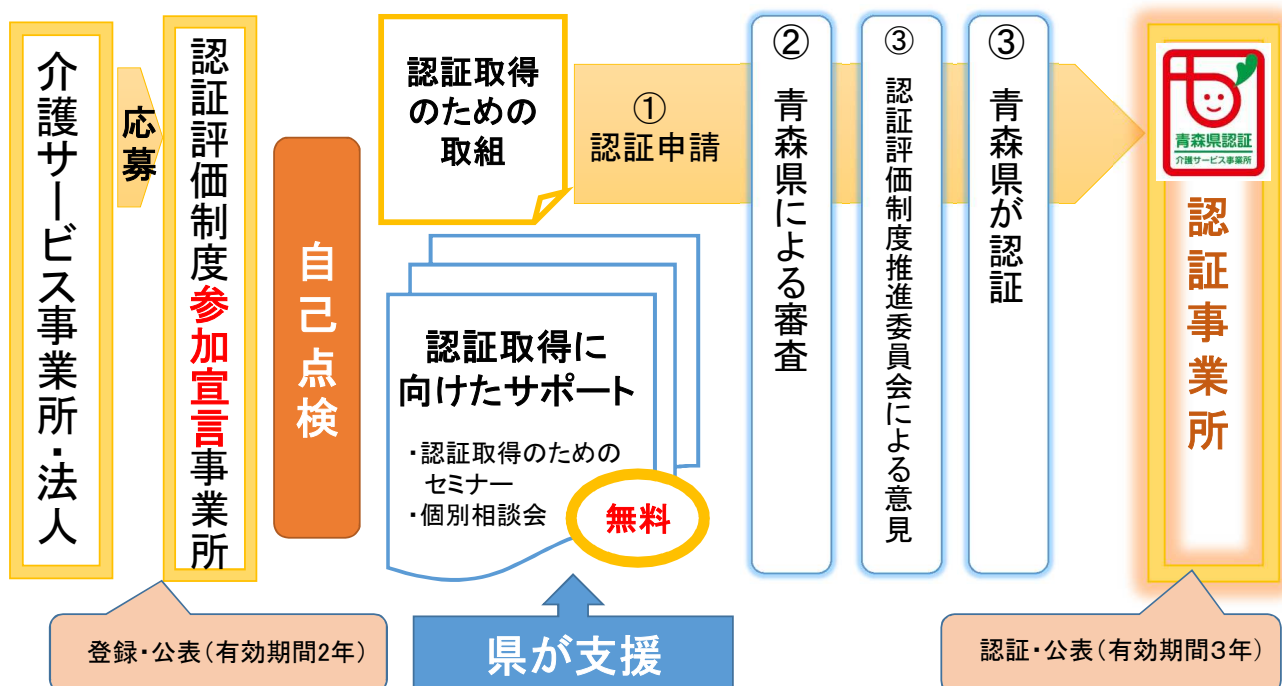 介護サービス事業所・法人
応募
認証評価制度参加宣言事業所
自己点検
認証取得
のための
取組
①
認証申請
認証取得に
向けたサポート
・認証取得のための
セミナー
・個別相談会
無料
県が支援
②
青森県による審査
③
認証評価制度推進委員会による意見
③
青森県が認証
青森県認証
介護サービス事業所
認証事業所
登録・公表(有効期間2年)
認証・公表(有効期間3年)